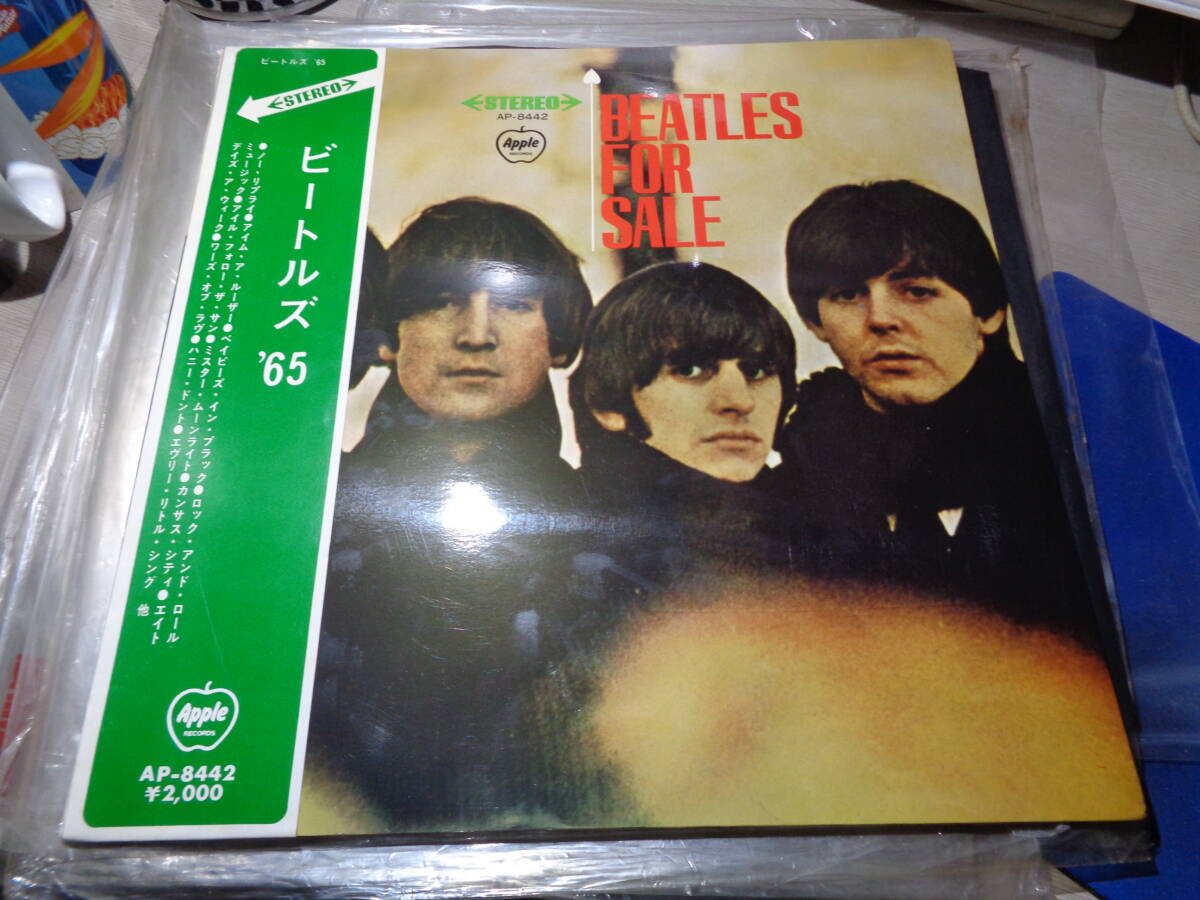 ビートルズ '65
STEREO
ビートルズ '65
●ノー・リプライ●アイム・ア・ルーザー●ベイビーズ・イン・ブラック●ロック・アンド・ロール
ミュージック●アイル・フォロー・ザ・サン●ミスター・ムーンライト●カンサス・シティ●エイト
デイズ・ア・ウィーク●ワーズ・オブ・ラヴ●ハニー・ドント●エヴリー・リトル・シング
他
Apple
RECORDS
AP-8442
¥2,000
STEREO
AP-8442
Apple
RECORDS
BEATLES
FOR
SALE